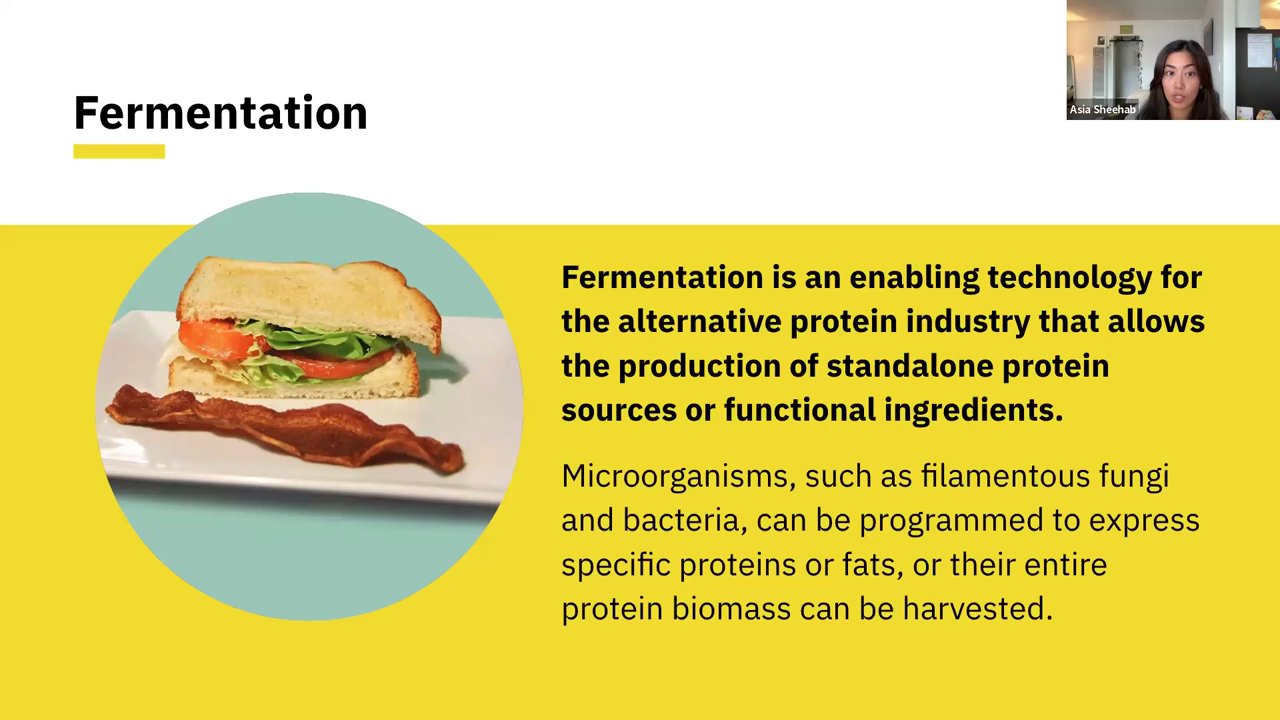 Fermentation
Asia Sheehab
Fermentation is an enabling technology for
the alternative protein industry that allows
the production of standalone protein
sources or functional ingredients.
Microorganisms, such as filamentous fungi
and bacteria, can be programmed to express
specific proteins or fats, or their entire
protein biomass can be harvested.